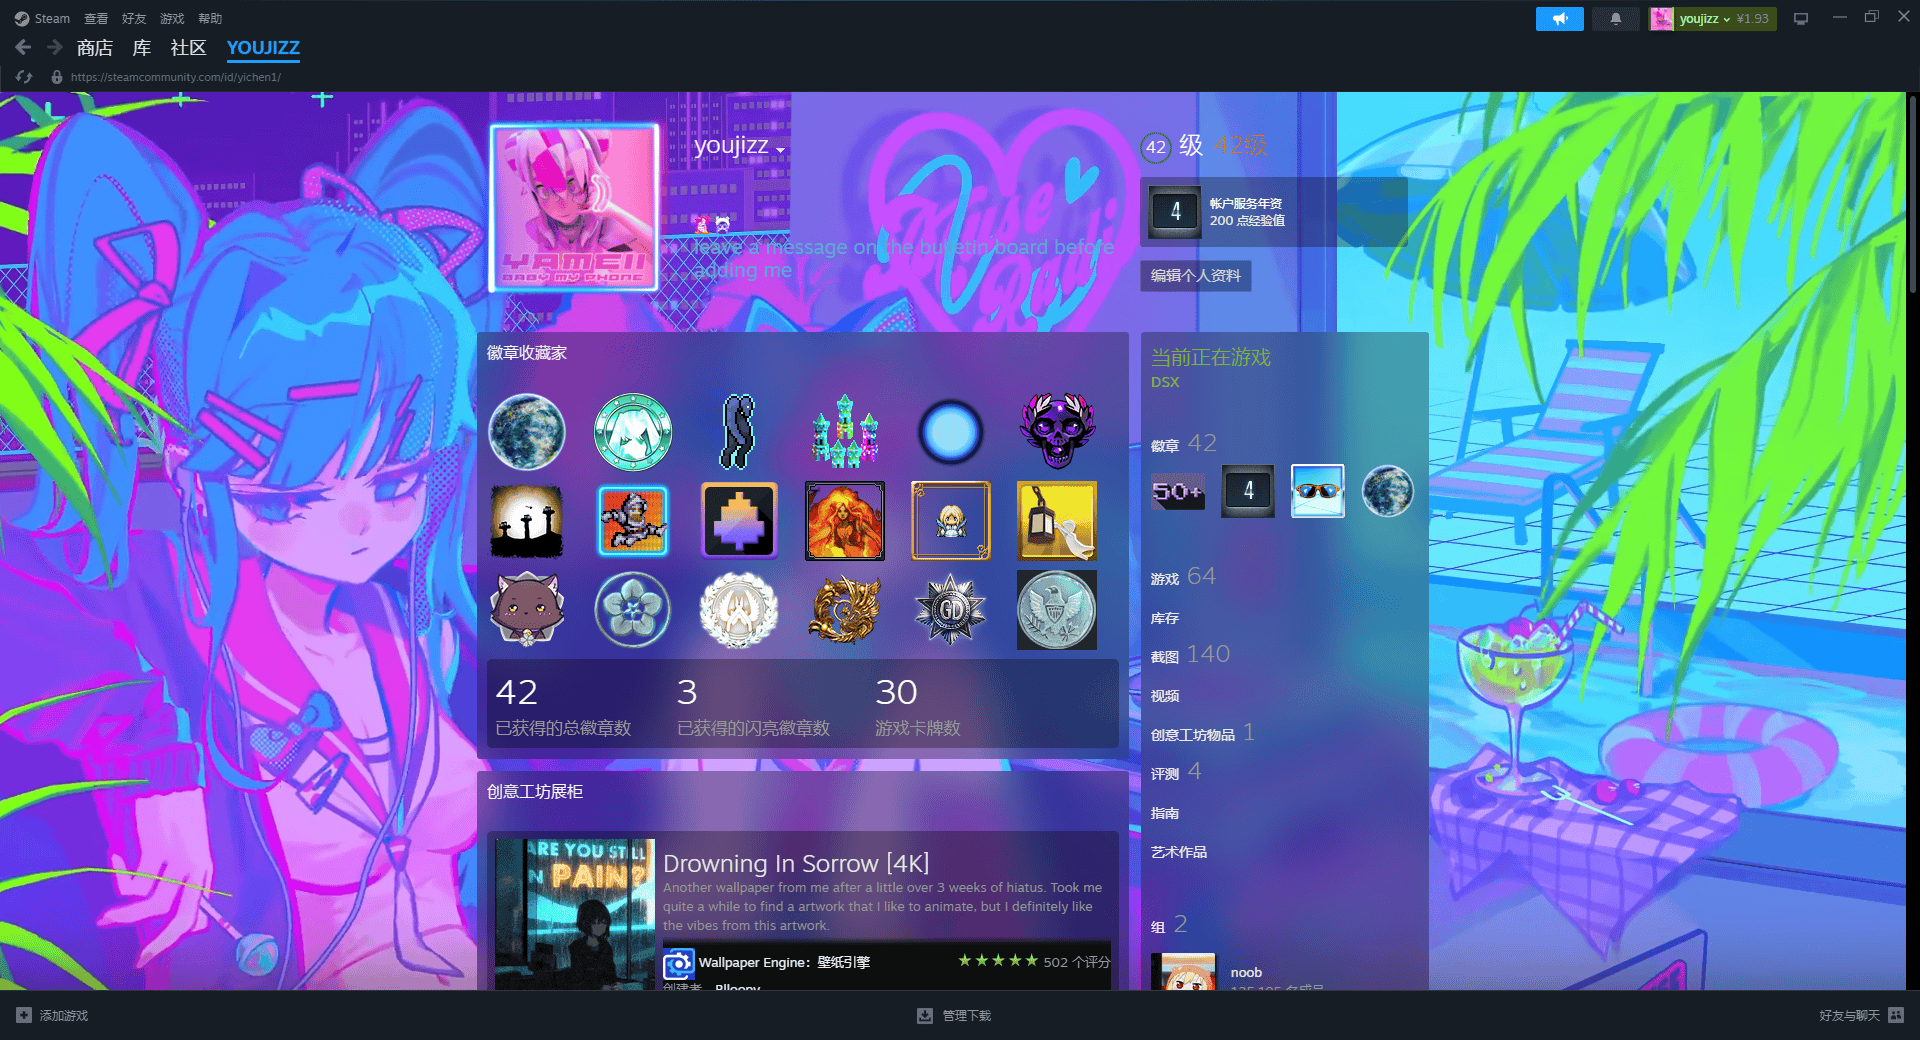 Steam 查看 好友 游戏 帮助
youjizz ¥1.93
商店 库 社区 YOUJIZZ
https://steamcommunity.com/id/yichen1/
youjizz
leave a message on the bulletin board before
adding me
YAMEII
BABY MY PHONE
42 级 42级
4
帐户服务年资
200 点经验值
编辑个人资料
徽章收藏家
GD
42
已获得的总徽章数
3
已获得的闪亮徽章数
30
游戏卡牌数
当前正在游戏
DSX
徽章 42
50+
4
游戏 64
库存
截图 140
视频
创意工坊物品 1
评测 4
指南
艺术作品
组 2
noob
创意工坊展柜
ARE YOU STILL
IN PAIN?
Drowning In Sorrow [4K]
Another wallpaper from me after a little over 3 weeks of hiatus. Took me
quite a while to find a artwork that I like to animate, but I definitely like
the vibes from this artwork.
Wallpaper Engine：壁纸引擎
502 个评分
创建者 Blloopy
添加游戏
管理下载
好友与聊天